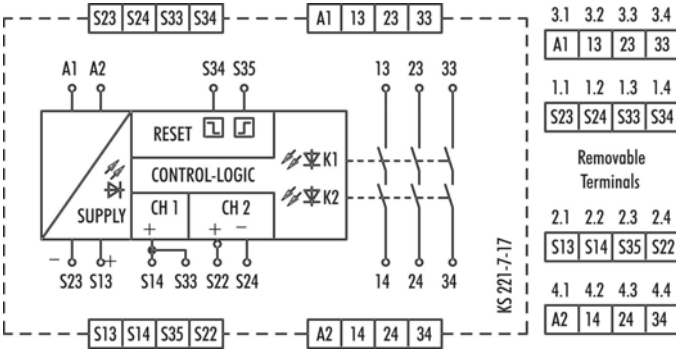 S23 S24 S33 S34 A1 13 23 33
3.1 3.2 3.3 3.4
A1 13 23 33
A1 A2 S34 S35 13 23 33
1.1 1.2 1.3 1.4
S23 S24 S33 S34
RESET
K1
CONTROL-LOGIC
Removable
Terminals
SUPPLY CH 1 CH 2 K2
+ + −
2.1 2.2 2.3 2.4
S13 S14 S35 S22
− +
S23 S13 S14 S33 S22 S24 14 24 34
KS 221-7-17
4.1 4.2 4.3 4.4
A2 14 24 34
S13 S14 S35 S22 A2 14 24 34